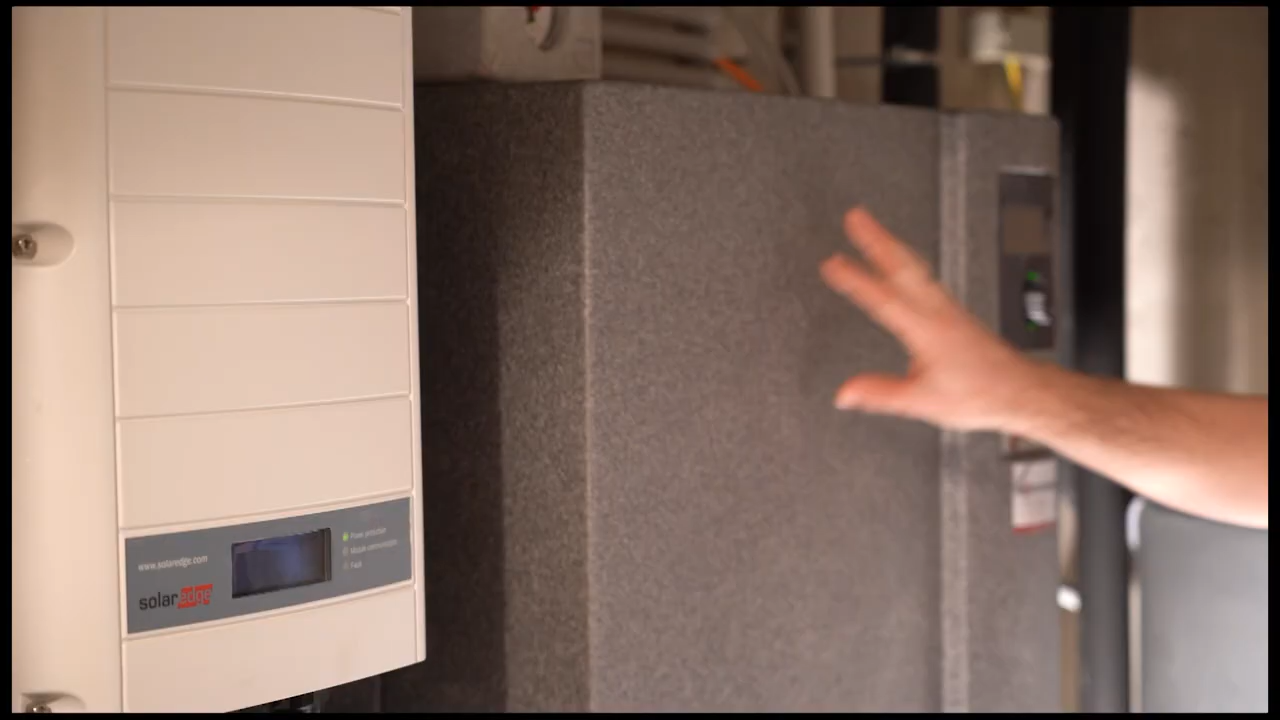 www.solaredge.com
solaredge
Power production
Module communication
Fault